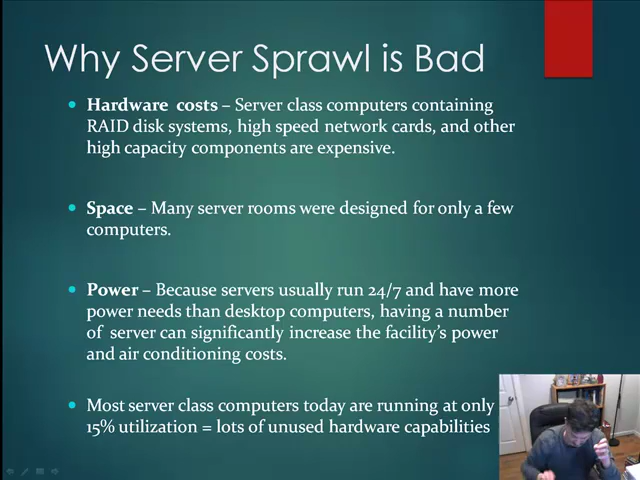 Why Server Sprawl is Bad
Hardware costs – Server class computers containing
RAID disk systems, high speed network cards, and other
high capacity components are expensive.
Space – Many server rooms were designed for only a few
computers.
Power – Because servers usually run 24/7 and have more
power needs than desktop computers, having a number
of server can significantly increase the facility's power
and air conditioning costs.
Most server class computers today are running at only
15% utilization = lots of unused hardware capabilities